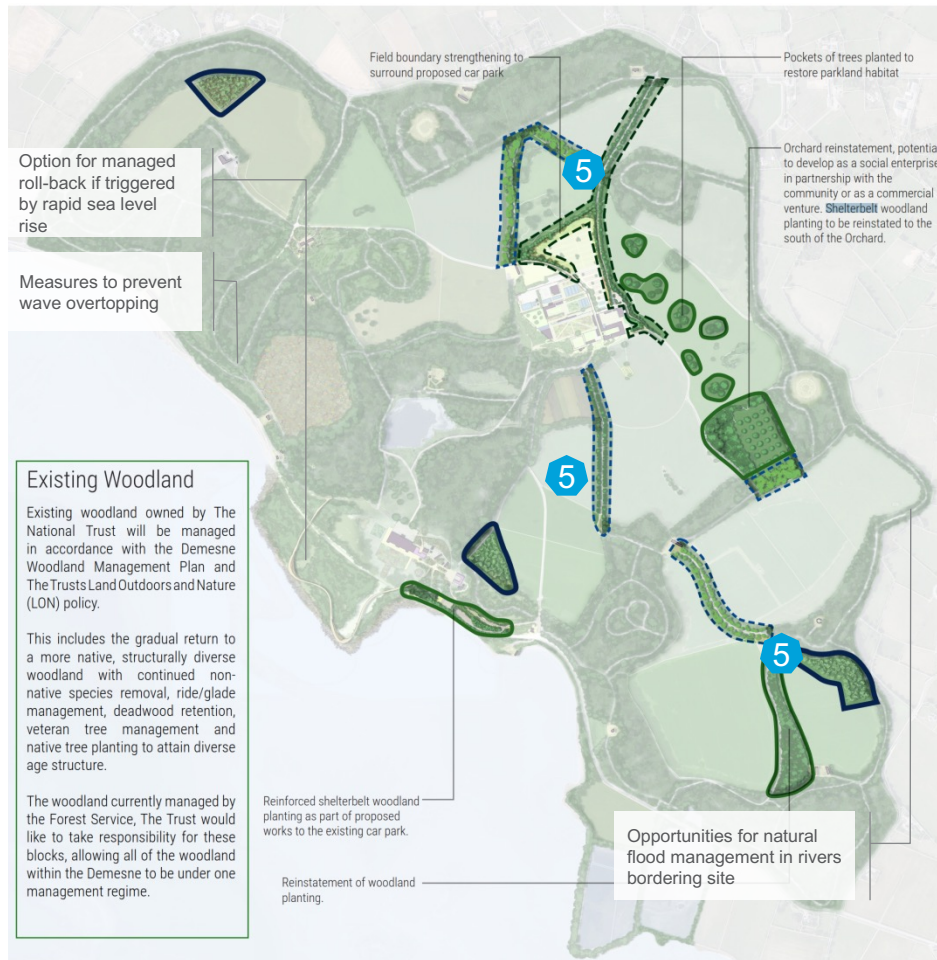 Field boundary strengthening to
surround proposed car park
Pockets of trees planted to
restore parkland habitat
Option for managed
roll-back if triggered
by rapid sea level
rise
5
Orchard reinstatement, potentia
to develop as a social enterprise
in partnership with the
community or as a commercial
venture. Shelterbelt woodland
planting to be reinstated to the
south of the Orchard.
Measures to prevent
wave overtopping
Existing Woodland
Existing woodland owned by The
National Trust will be managed
in accordance with the Demesne
Woodland Management Plan and
The Trusts Land Outdoors and Nature
(LON) policy.
This includes the gradual return to
a more native, structurally diverse
woodland with continued non-
native species removal, ride/glade
management, deadwood retention,
veteran tree management and
native tree planting to attain diverse
age structure.
The woodland currently managed by
the Forest Service, The Trust would
like to take responsibility for these
blocks, allowing all of the woodland
within the Demesne to be under one
management regime.
5
5
Reinforced shelterbelt woodland
planting as part of proposed
works to the existing car park.
Reinstatement of woodland
planting.
Opportunities for natural
flood management in rivers
bordering site